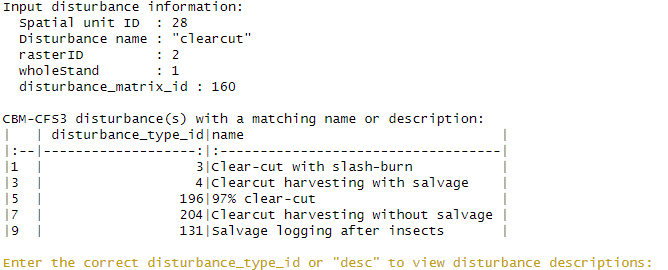 Input disturbance information:
  Spatial unit ID  : 28
  Disturbance name : "clearcut"
  rasterID         : 2
  wholeStand       : 1
  disturbance_matrix_id : 160

CBM-CFS3 disturbance(s) with a matching name or description:
|   | disturbance_type_id|name                                |
|:--|-------------------:|:-----------------------------------|
|1  |                   3|Clear-cut with slash-burn           |
|3  |                   4|Clearcut harvesting with salvage    |
|5  |                 196|97% clear-cut                       |
|7  |                 204|Clearcut harvesting without salvage |
|9  |                 131|Salvage logging after insects       |

Enter the correct disturbance_type_id or "desc" to view disturbance descriptions: